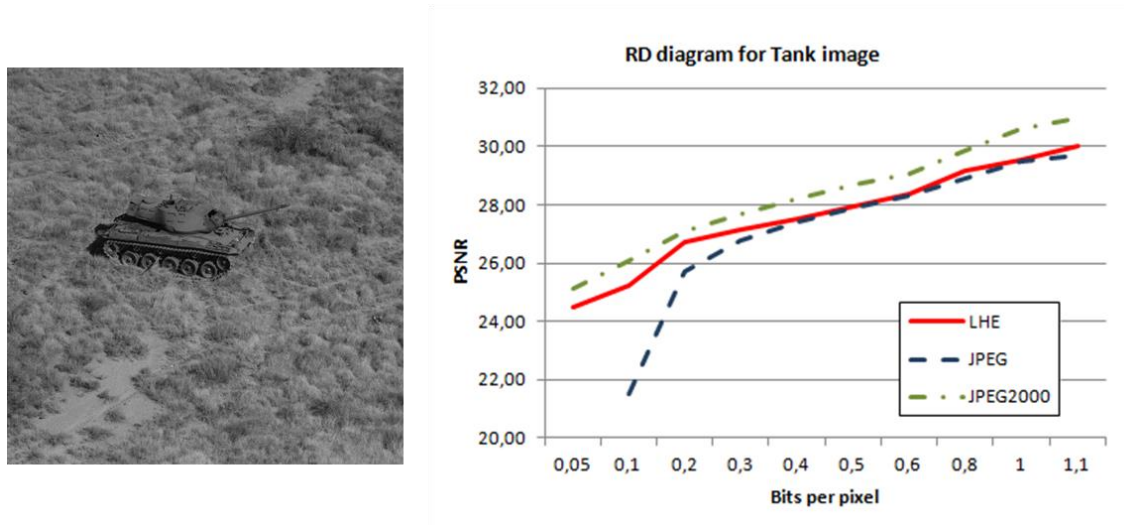 RD diagram for Tank image
32,00
30,00
28,00
26,00
24,00
22,00
20,00
PSNR
LHE
JPEG
JPEG2000
0,05 0,1 0,2 0,3 0,4 0,5 0,6 0,8 1 1,1
Bits per pixel